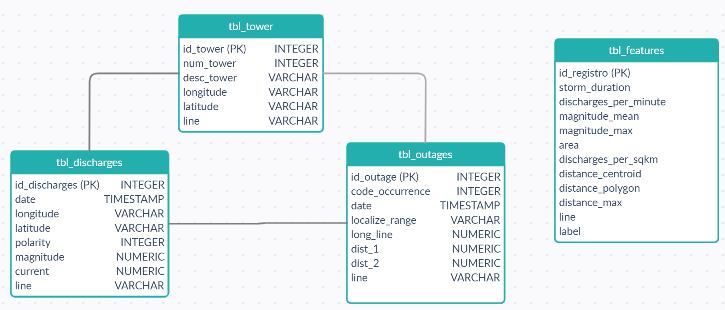 tbl_tower
id_tower (PK) INTEGER
num_tower INTEGER
desc_tower VARCHAR
longitude VARCHAR
latitude VARCHAR
line VARCHAR
tbl_features
id_registro (PK)
storm_duration
discharges_per_minute
magnitude_mean
magnitude_max
area
discharges_per_sqkm
distance_centroid
distance_polygon
distance_max
line
label
tbl_discharges
id_discharges (PK) INTEGER
date TIMESTAMP
longitude VARCHAR
latitude VARCHAR
polarity INTEGER
magnitude NUMERIC
current NUMERIC
line VARCHAR
tbl_outages
id_outage (PK) INTEGER
code_occurrence INTEGER
date TIMESTAMP
localize_range VARCHAR
long_line NUMERIC
dist_1 NUMERIC
dist_2 NUMERIC
line VARCHAR